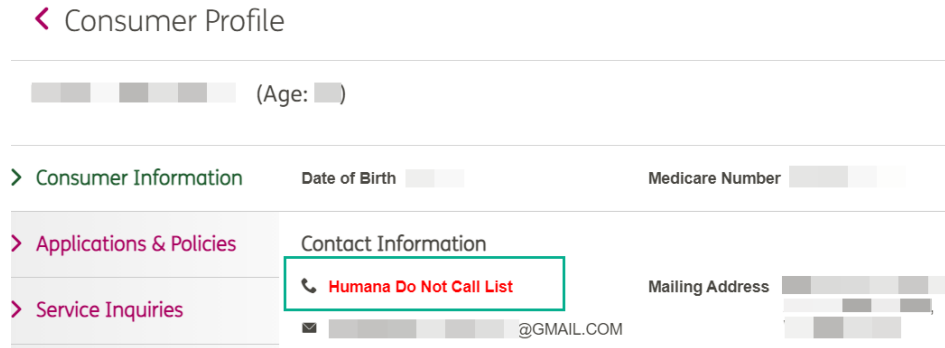 Consumer Profile
(Age: )
Consumer Information
Date of Birth
Medicare Number
Applications & Policies
Contact Information
Humana Do Not Call List
Mailing Address
Service Inquiries
@GMAIL.COM